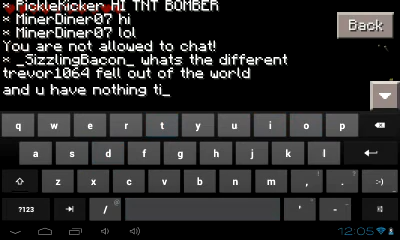 * PickleKicker HI TNT BOMBER
* MinerDiner07 hi
* MinerDiner07 lol
You are not allowed to chat!
* _SizzlingBacon_ whats the different
trevor1064 fell out of the world
and u have nothing ti_
Back
q w e r t y u i o p
a s d f g h j k l
z x c v b n m , . :-)
?123 / ' -
12:05